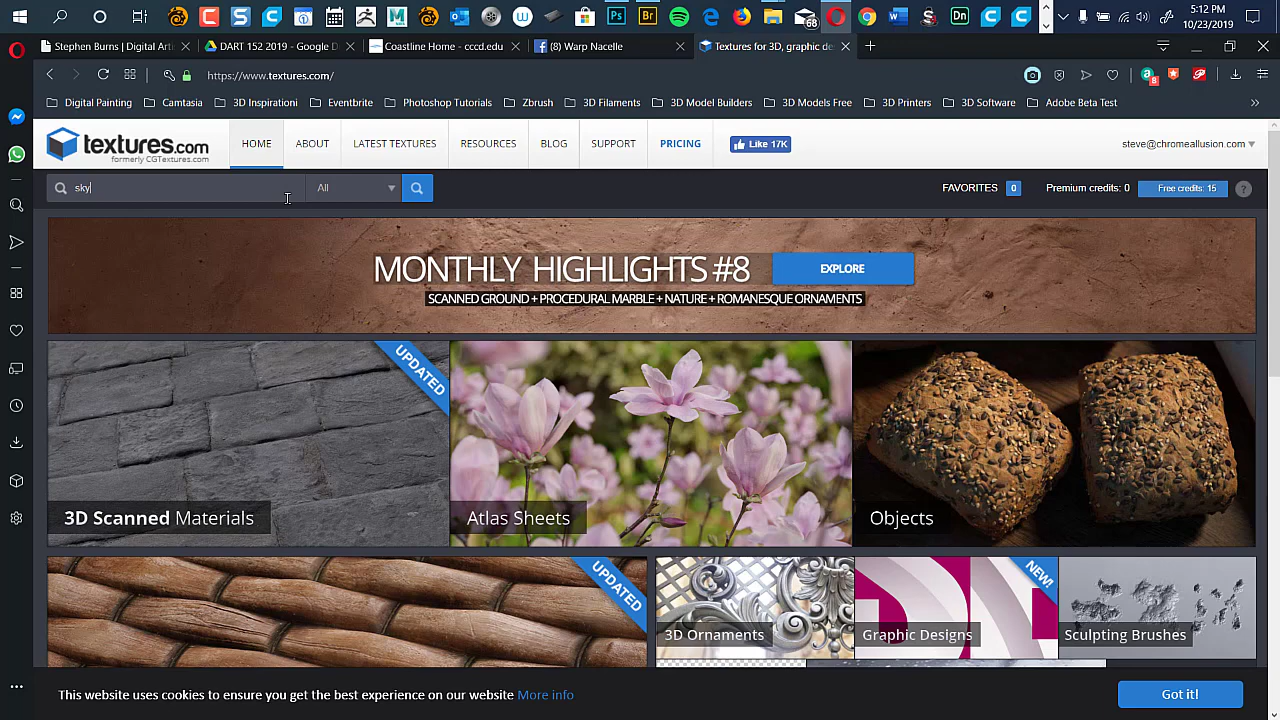 68
5:12 PM
10/23/2019
Stephen Burns | Digital Arti
DART 152 2019 - Google D
Coastline Home - cccd.edu
(8) Warp Nacelle
Textures for 3D, graphic de
https://www.textures.com/
8
Digital Painting
Camtasia
3D Inspirationi
Eventbrite
Photoshop Tutorials
Zbrush
3D Filaments
3D Model Builders
3D Models Free
3D Printers
3D Software
Adobe Beta Test
textures.com
formerly CGTextures.com
HOME
ABOUT
LATEST TEXTURES
RESOURCES
BLOG
SUPPORT
PRICING
Like 17K
steve@chromeallusion.com
sky
All
FAVORITES 0
Premium credits: 0
Free credits: 15
?
MONTHLY HIGHLIGHTS #8
EXPLORE
SCANNED GROUND + PROCEDURAL MARBLE + NATURE + ROMANESQUE ORNAMENTS
UPDATED
3D Scanned Materials
Atlas Sheets
Objects
UPDATED
NEW!
3D Ornaments
Graphic Designs
Sculpting Brushes
This website uses cookies to ensure you get the best experience on our website More info
Got it!